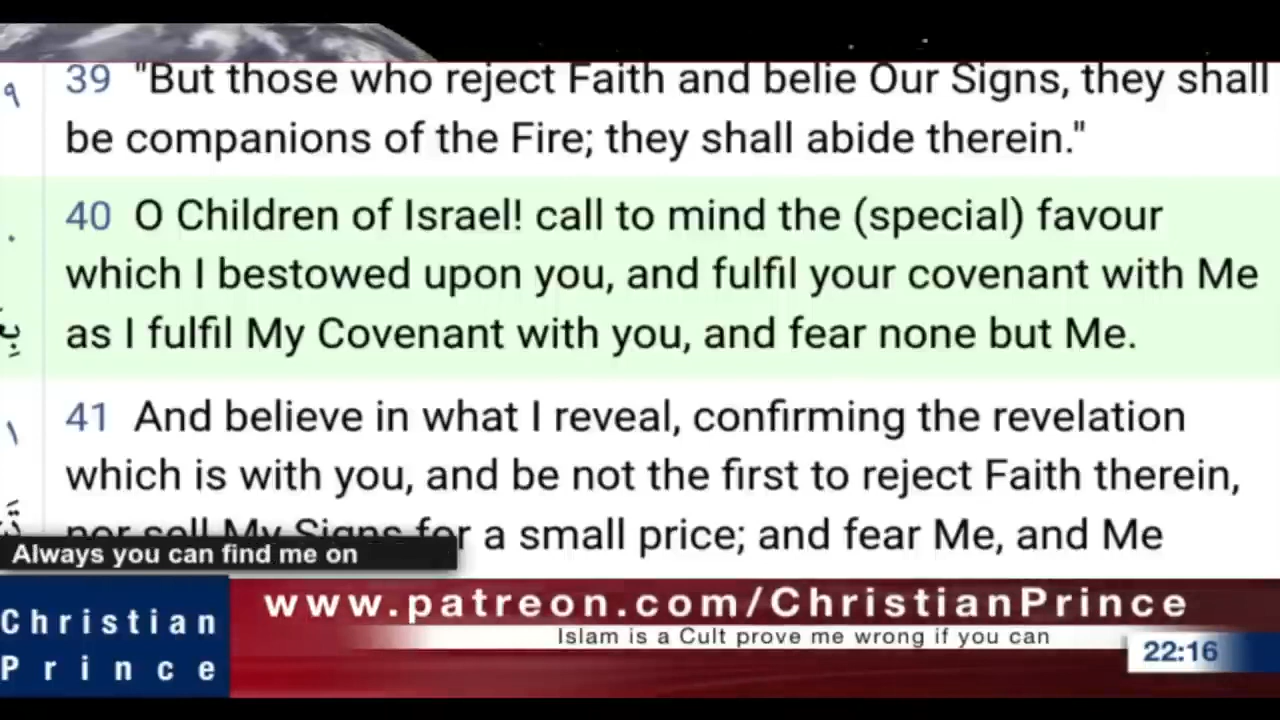 39 "But those who reject Faith and belie Our Signs, they shall
be companions of the Fire; they shall abide therein."
40 O Children of Israel! call to mind the (special) favour
which I bestowed upon you, and fulfil your covenant with Me
as I fulfil My Covenant with you, and fear none but Me.
41 And believe in what I reveal, confirming the revelation
which is with you, and be not the first to reject Faith therein,
nor sell My Signs for a small price; and fear Me, and Me
Always you can find me on
www.patreon.com/ChristianPrince
Christian
Prince
Islam is a Cult prove me wrong if you can
22:16